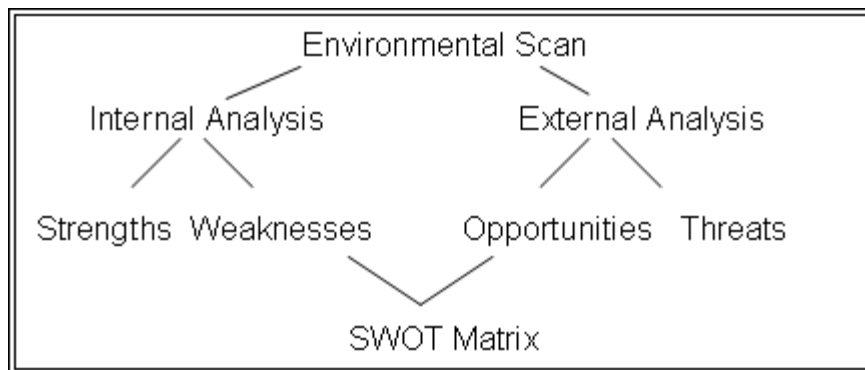 Environmental Scan
Internal Analysis External Analysis
Strengths Weaknesses Opportunities Threats
SWOT Matrix